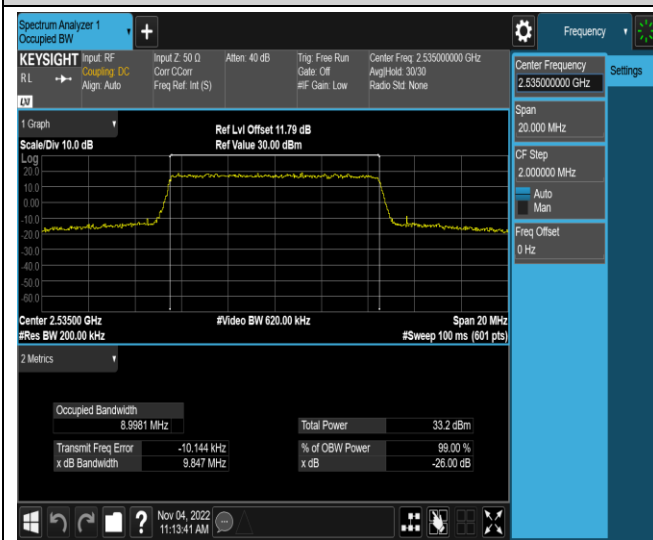 Spectrum Analyzer 1
Occupied BW
+
Frequency
KEYSIGHT
RL
LXI
Input: RF
Coupling: DC
Align: Auto
Input Z: 50 Ω
Corr CCorr
Freq Ref: Int (S)
Atten: 40 dB
Trig: Free Run
Gate: Off
#IF Gain: Low
Center Freq: 2.535000000 GHz
Avg|Hold: 30/30
Radio Std: None
Center Frequency
2.535000000 GHz
Settings
Span
20.000 MHz
CF Step
2.000000 MHz
Auto
Man
Freq Offset
0 Hz
1 Graph
Scale/Div 10.0 dB
Ref Lvl Offset 11.79 dB
Ref Value 30.00 dBm
Log
20.0
10.0
0.00
-10.0
-20.0
-30.0
-40.0
-50.0
-60.0
Center 2.53500 GHz
#Video BW 620.00 kHz
Span 20 MHz
#Res BW 200.00 kHz
#Sweep 100 ms (601 pts)
2 Metrics
Occupied Bandwidth
8.9981 MHz
Total Power 33.2 dBm
Transmit Freq Error -10.144 kHz
% of OBW Power 99.00 %
x dB Bandwidth 9.847 MHz
x dB -26.00 dB
?
Nov 04, 2022
11:13:41 AM